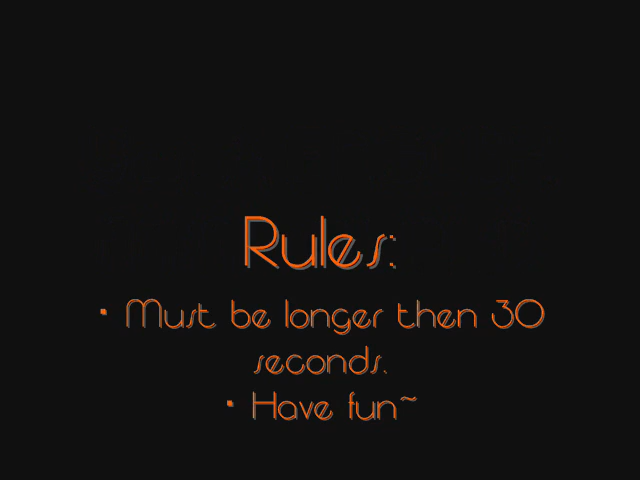 Rules:
• Must be longer then 30
seconds.
• Have fun~